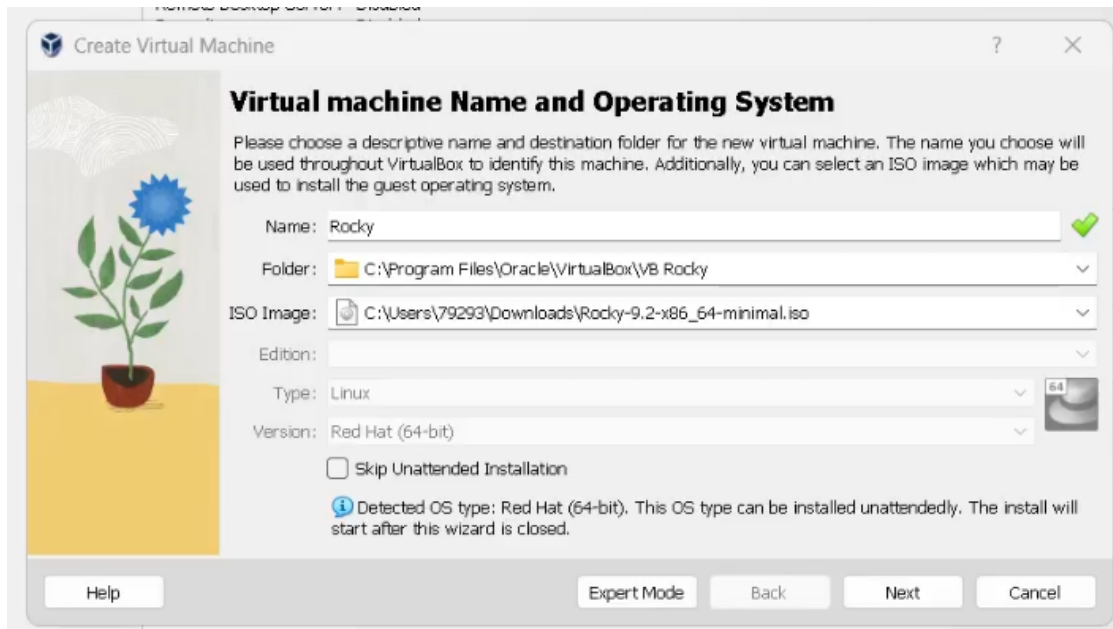 Create Virtual Machine
?
Virtual machine Name and Operating System
Please choose a descriptive name and destination folder for the new virtual machine. The name you choose will
be used throughout VirtualBox to identify this machine. Additionally, you can select an ISO image which may be
used to install the guest operating system.
Name: Rocky
Folder: C:\Program Files\Oracle\VirtualBox\VB Rocky
ISO Image: C:\Users\79293\Downloads\Rocky-9.2-x86_64-minimal.iso
Edition:
Type: Linux
64
Version: Red Hat (64-bit)
Skip Unattended Installation
Detected OS type: Red Hat (64-bit). This OS type can be installed unattendedly. The install will
start after this wizard is closed.
Help Expert Mode Back Next Cancel